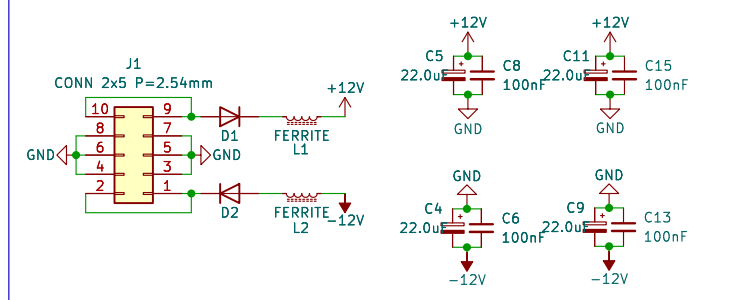 J1
CONN 2x5 P=2.54mm
10 9
8 7
6 5
4 3
2 1
GND
GND
D1
FERRITE
L1
+12V
D2
FERRITE
L2
-12V
+12V
C5
22.0uF
+
C8
100nF
GND
+12V
C11
22.0uF
+
C15
100nF
GND
GND
C4
22.0uF
+
C6
100nF
-12V
GND
C9
22.0uF
+
C13
100nF
-12V